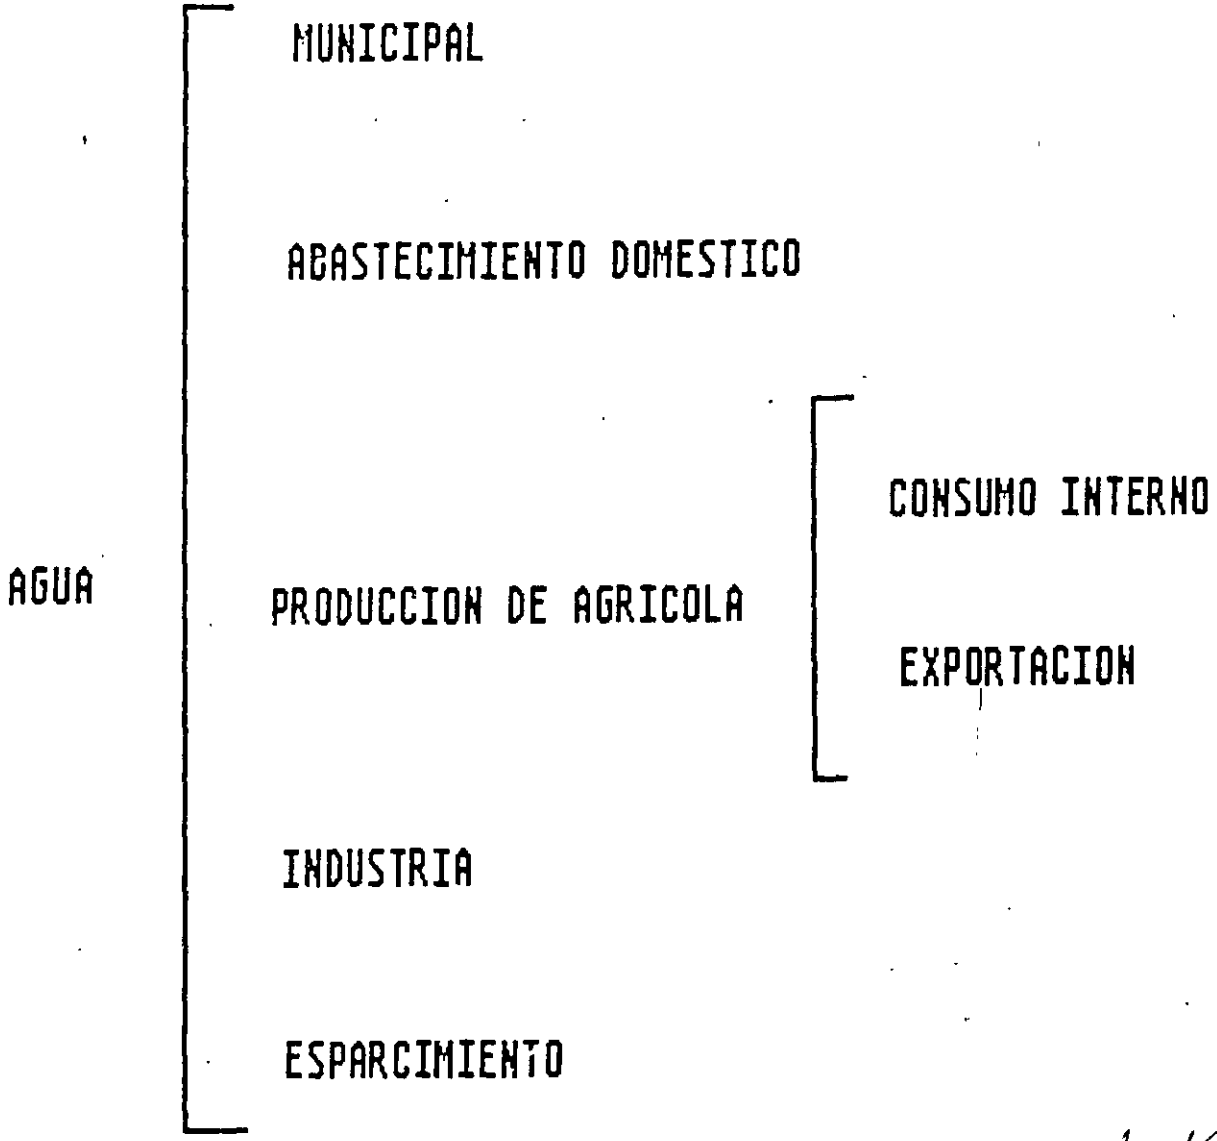 MUNICIPAL
ABASTECIMIENTO DOMESTICO
AGUA
PRODUCCION DE AGRICOLA
CONSUMO INTERNO
EXPORTACION
INDUSTRIA
ESPARCIMIENTO